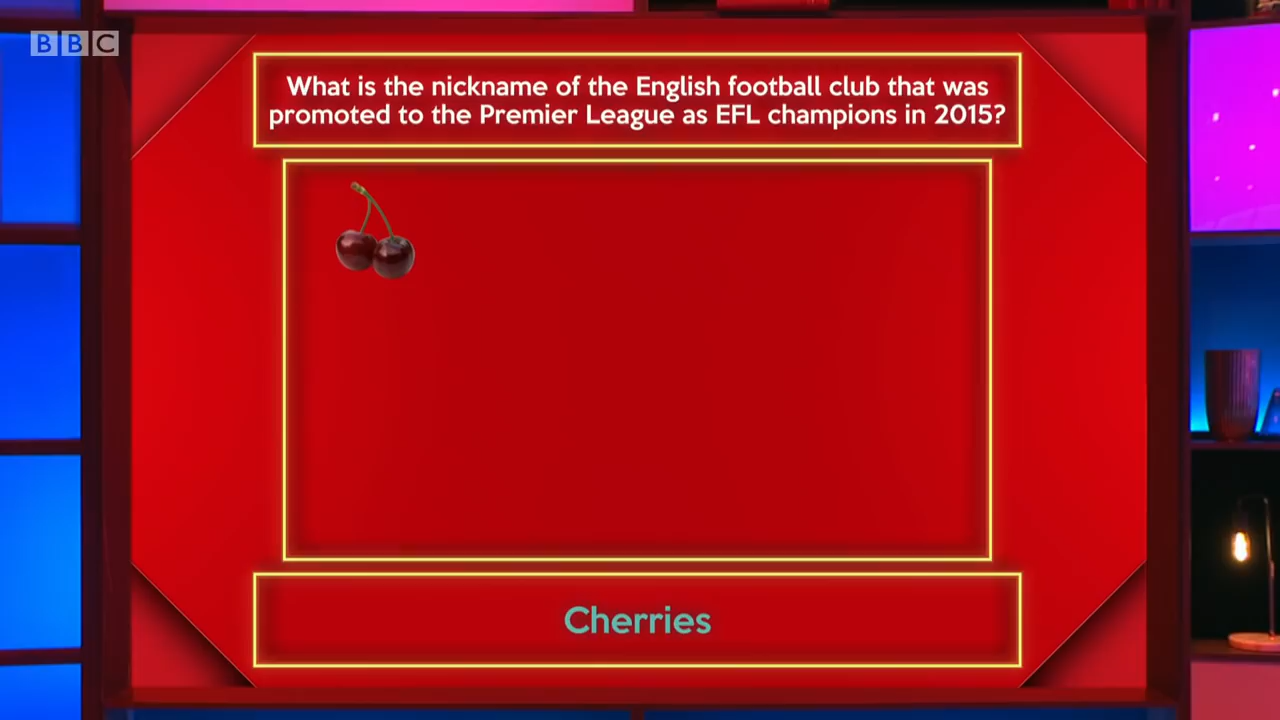 BBC
What is the nickname of the English football club that was
promoted to the Premier League as EFL champions in 2015?
Cherries